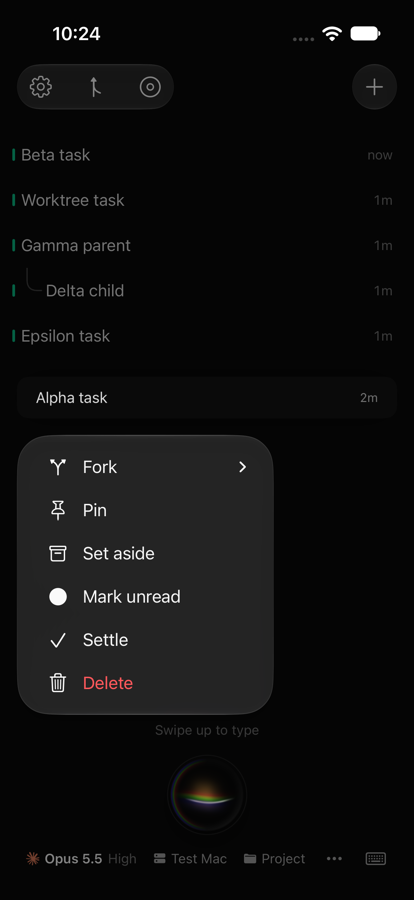 10:24
Beta task now
Worktree task 1m
Gamma parent 1m
Delta child 1m
Epsilon task 1m
Alpha task 2m
Fork
Pin
Set aside
Mark unread
Settle
Delete
Swipe up to type
Opus 5.5 High Test Mac Project